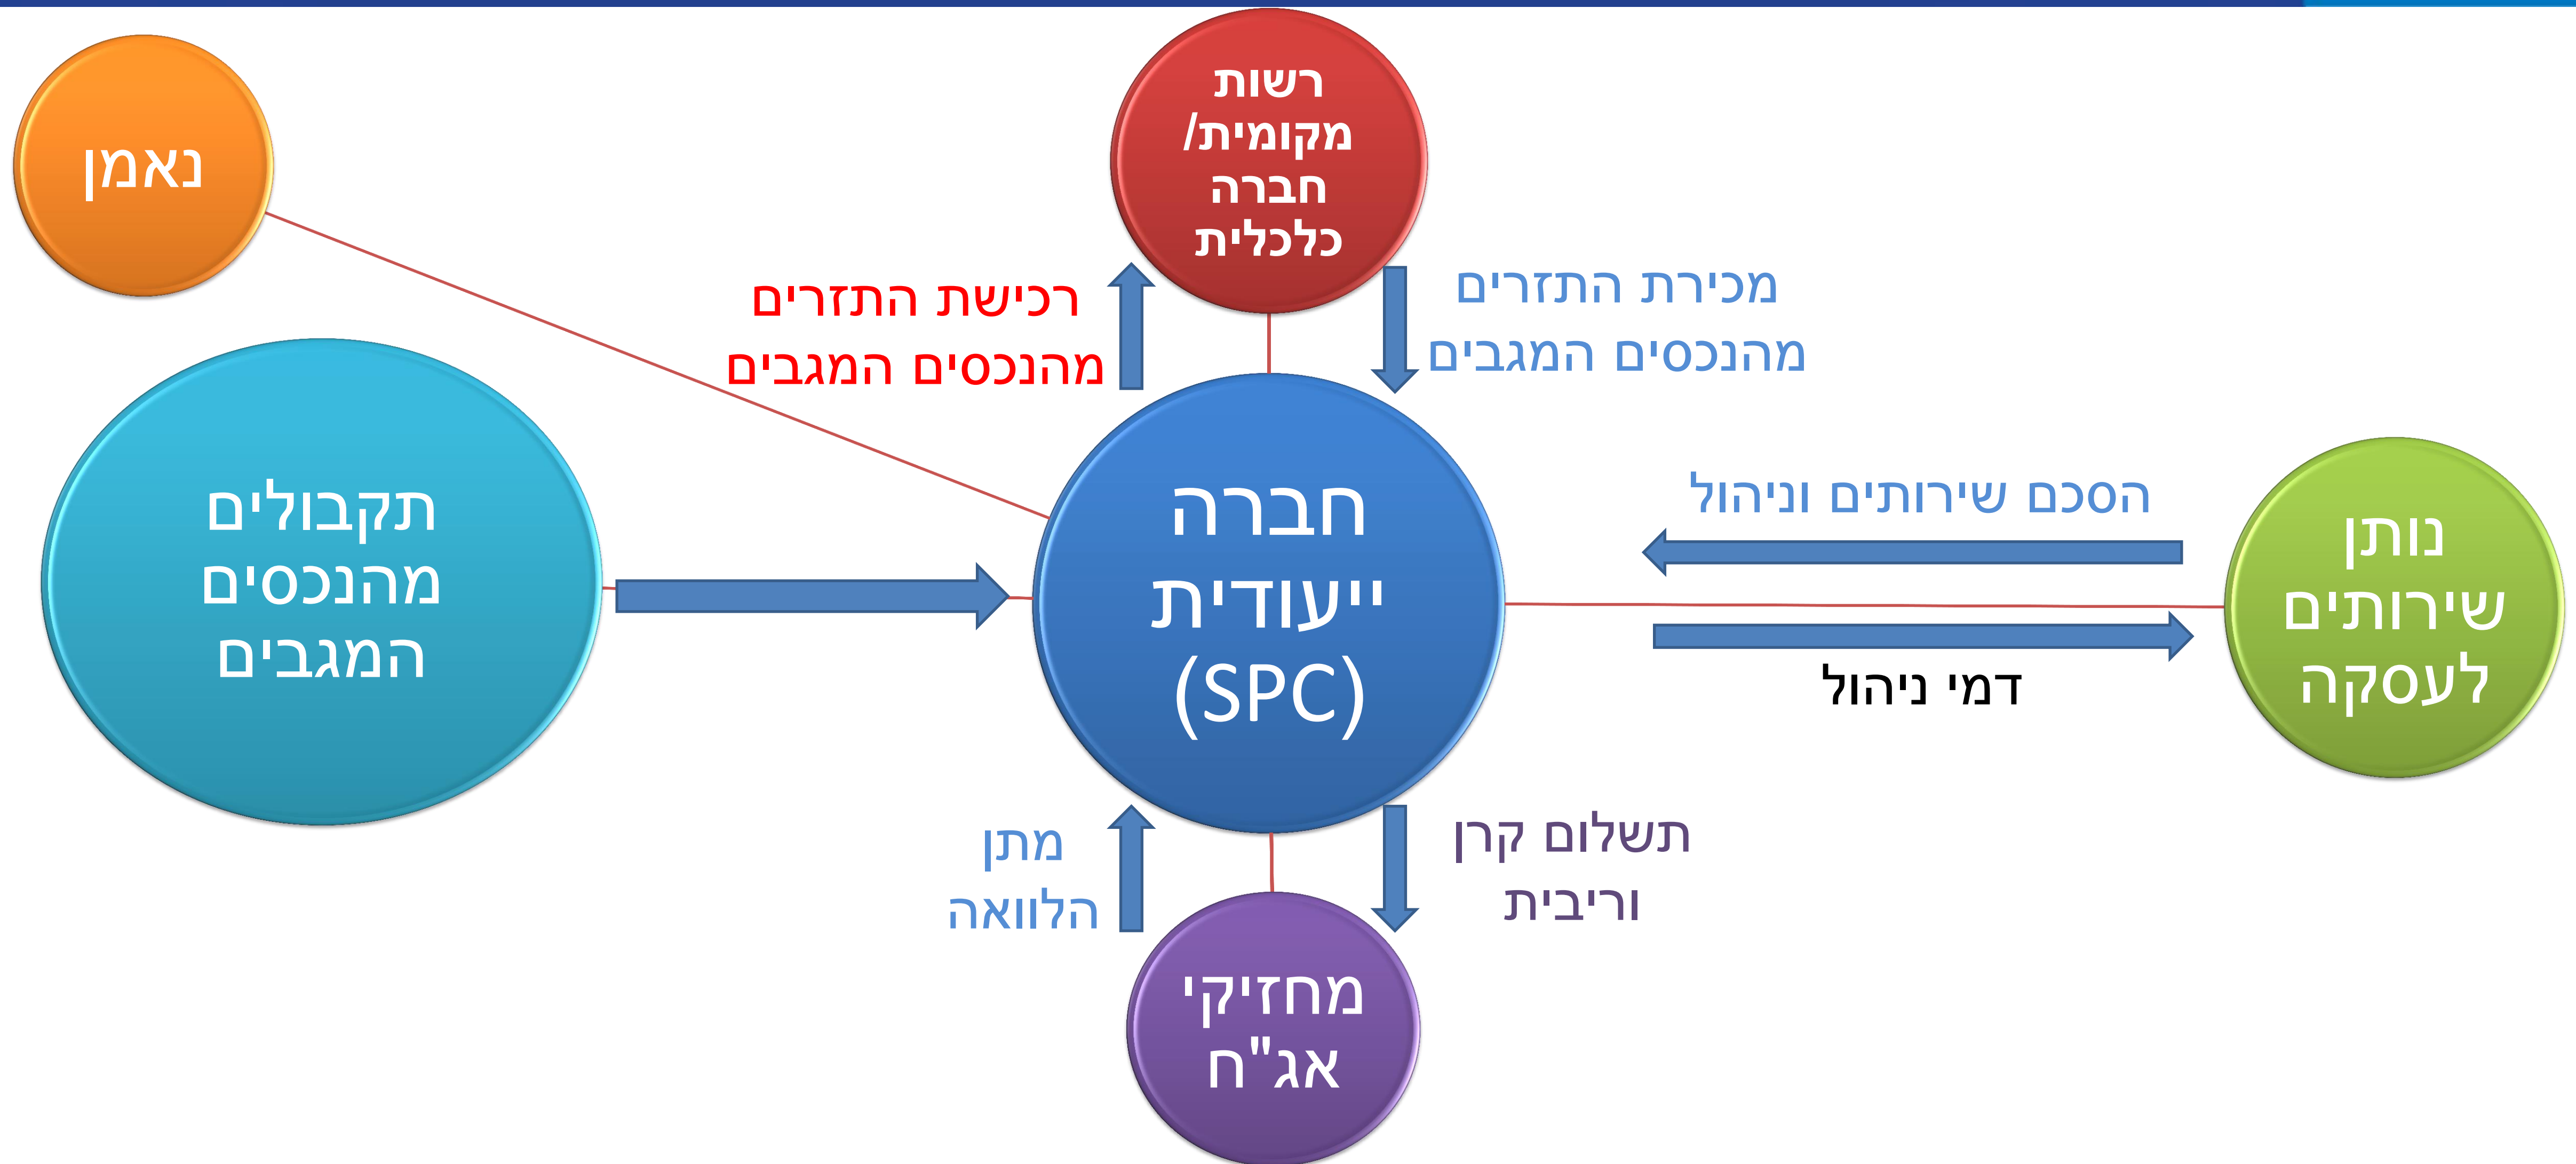 רשות
מקומית/
חברה
כלכלית
נאמן
מכירת התזרים
מהנכסים המגבים
רכישת התזרים
מהנכסים המגבים
הסכם שירותים וניהול
נותן
שירותים
לעסקה
דמי ניהול
חברה
ייעודית
(SPC)
תקבולים
מהנכסים
המגבים
תשלום קרן
וריבית
מתן
הלוואה
מחזיקי
אג"ח